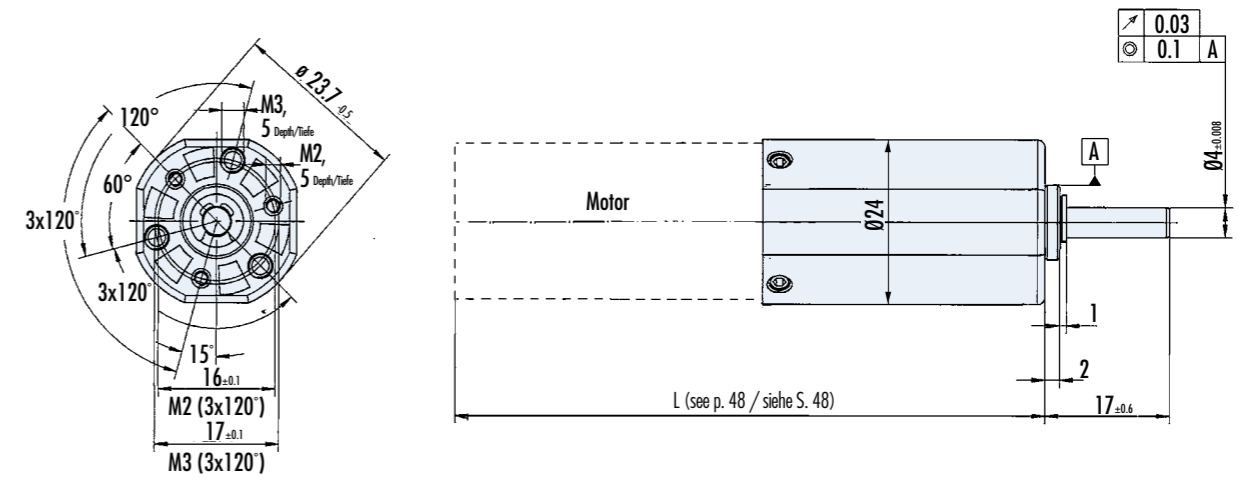 ø 23.7 -0.5
120°
M3,
5 Depth/Tiefe
M2,
5 Depth/Tiefe
60°
3x120°
3x120°
15°
16±0.1
M2 (3x120°)
17±0.1
M3 (3x120°)
Motor
Ø24
L (see p. 48 / siehe S. 48)
0.03
0.1 A
A
Ø4±0.008
1
2
17±0.6